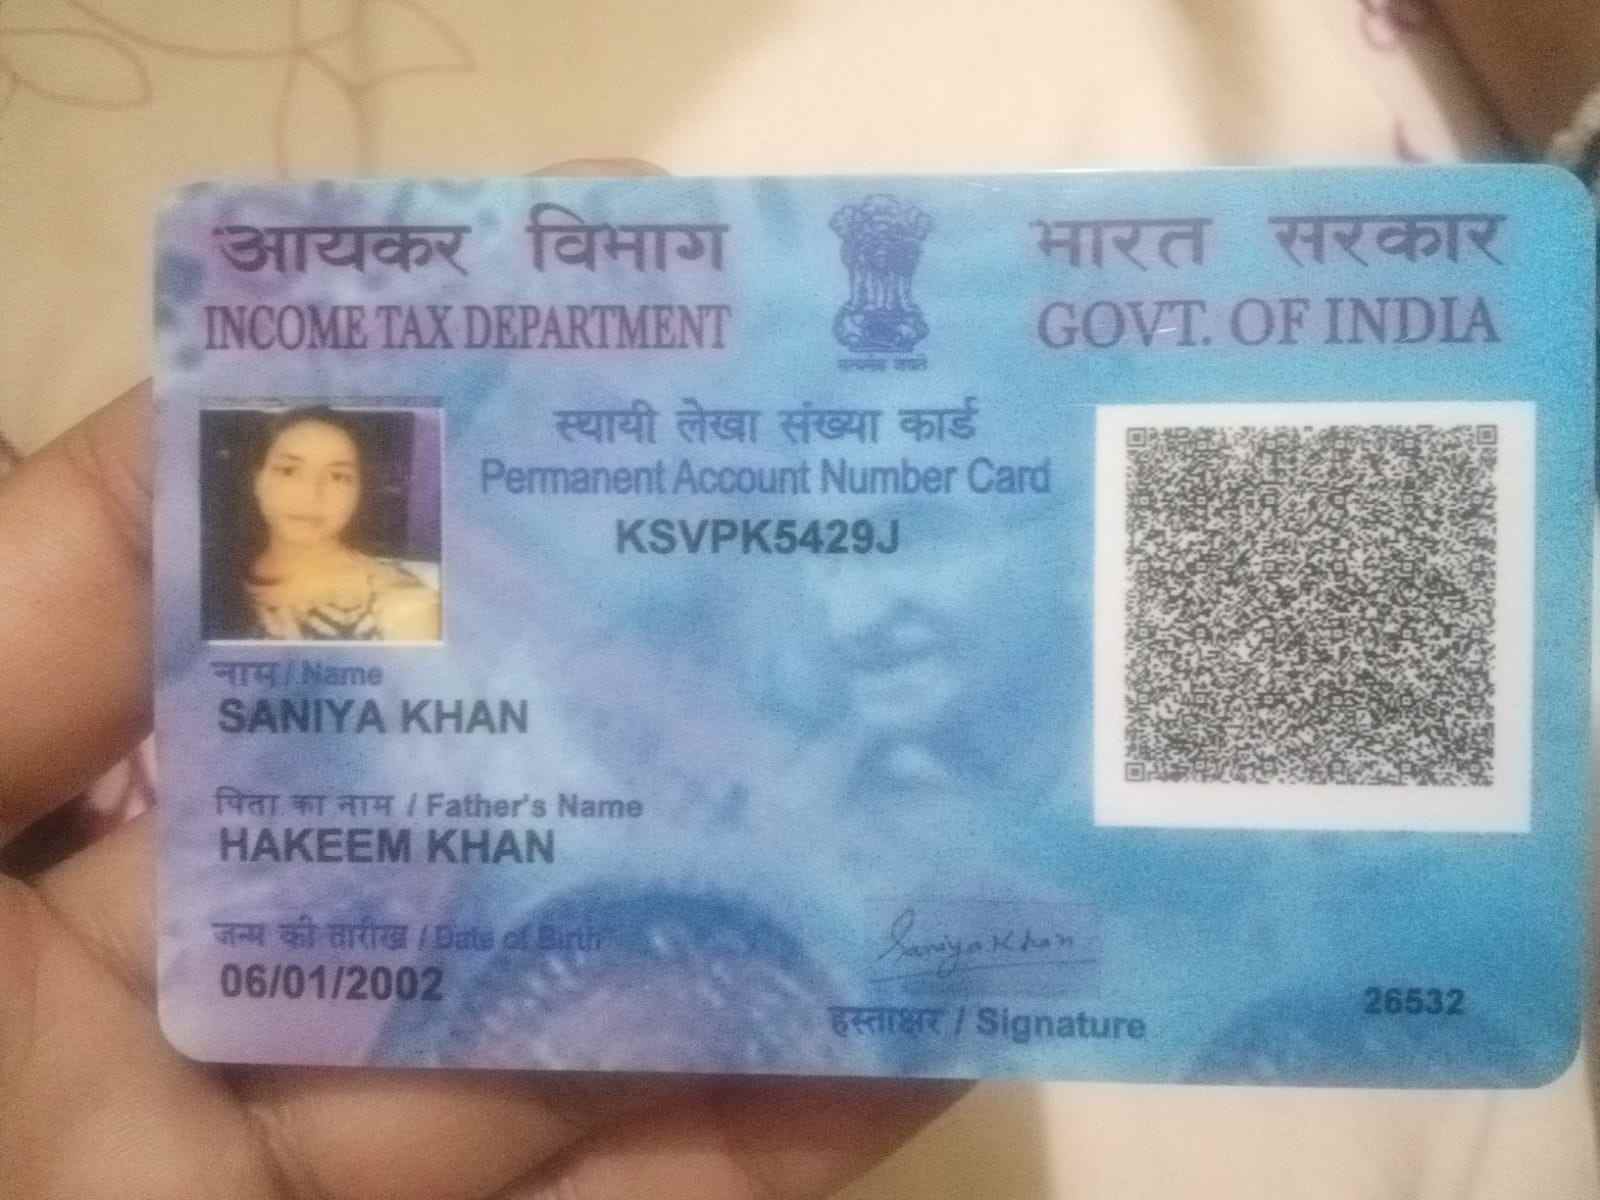 आयकर विभाग
INCOME TAX DEPARTMENT
भारत सरकार
GOVT. OF INDIA
सत्यमेव जयते
स्थायी लेखा संख्या कार्ड
Permanent Account Number Card
KSVPK5429J
नाम / Name
SANIYA KHAN
पिता का नाम / Father's Name
HAKEEM KHAN
जन्म की तारीख / Date of Birth
06/01/2002
Saniya Khan
हस्ताक्षर / Signature
26532